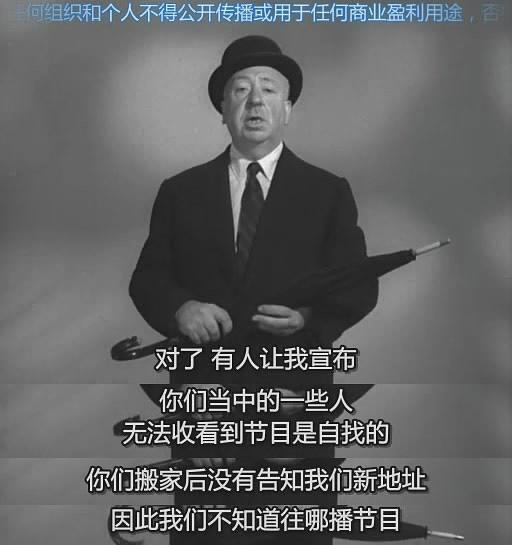 何组织和个人不得公开传播或用于任何商业盈利用途，否
对了 有人让我宣布
你们当中的一些人
无法收看到节目是自找的
你们搬家后没有告知我们新地址
因此我们不知道往哪播节目